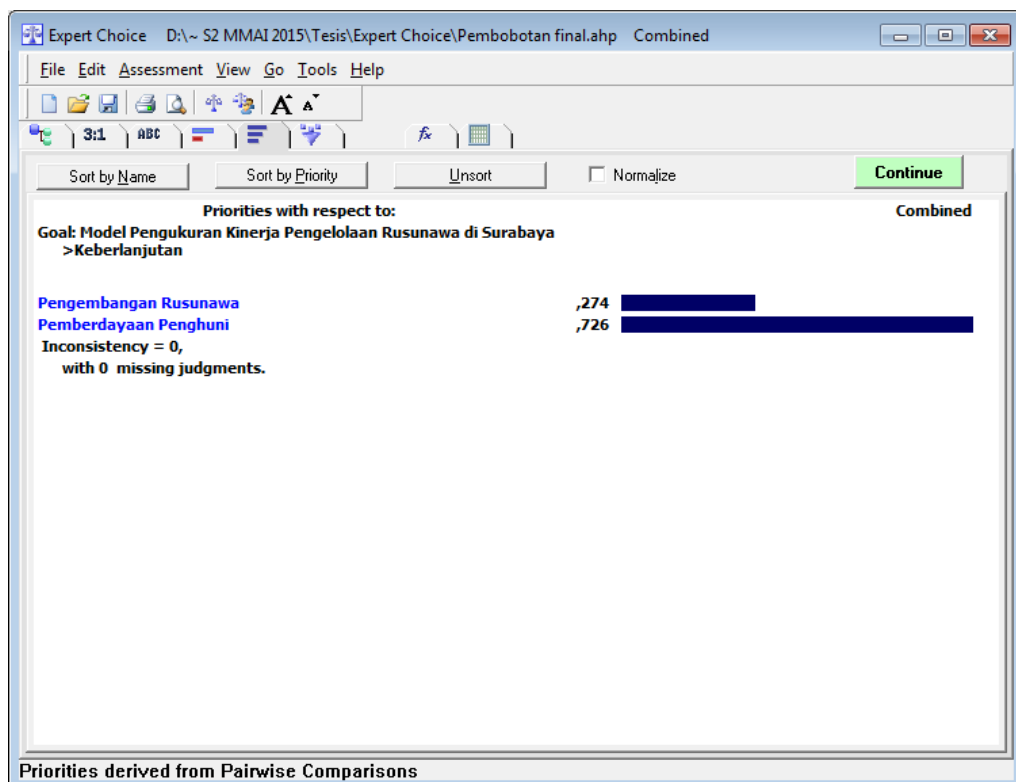 Expert Choice D:\~ S2 MMAI 2015\Tesis\Expert Choice\Pembobotan final.ahp Combined
File Edit Assessment View Go Tools Help
A A
3:1 ABC fx
Sort by Name Sort by Priority Unsort Normalize Continue
Priorities with respect to: Combined
Goal: Model Pengukuran Kinerja Pengelolaan Rusunawa di Surabaya
>Keberlanjutan
Pengembangan Rusunawa ,274
Pemberdayaan Penghuni ,726
Inconsistency = 0,
with 0 missing judgments.
Priorities derived from Pairwise Comparisons